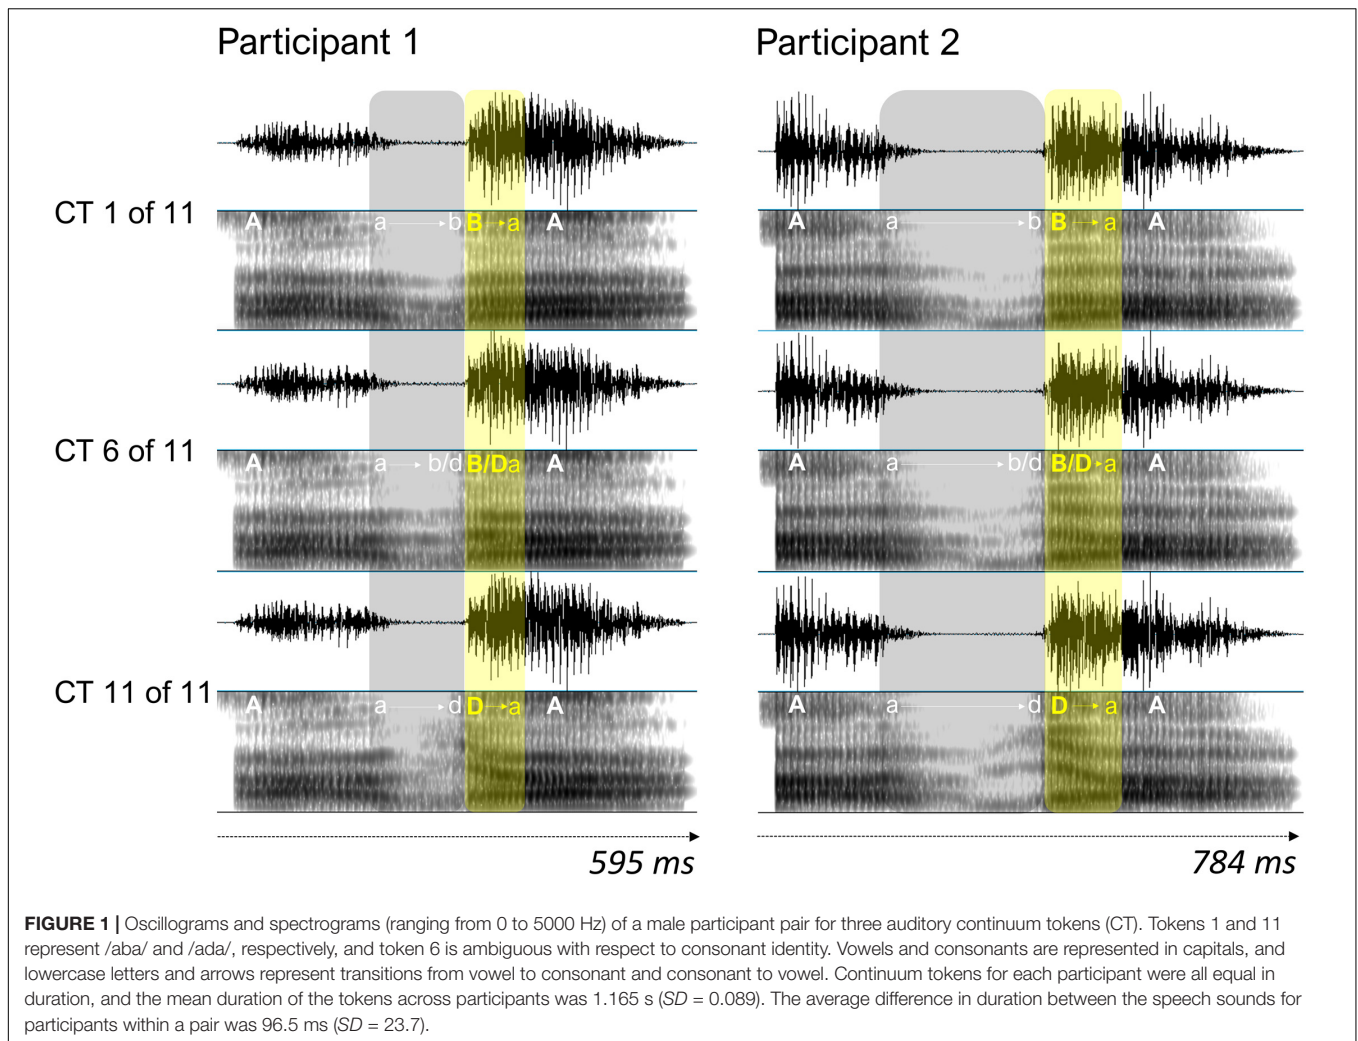 Participant 1
Participant 2
CT 1 of 11
A a b B a A
A a b B a A
CT 6 of 11
A a b/d B/D a A
A a b/d B/D a A
CT 11 of 11
A a d D a A
A a d D a A
595 ms
784 ms
FIGURE 1 | Oscillograms and spectrograms (ranging from 0 to 5000 Hz) of a male participant pair for three auditory continuum tokens (CT). Tokens 1 and 11
represent /aba/ and /ada/, respectively, and token 6 is ambiguous with respect to consonant identity. Vowels and consonants are represented in capitals, and
lowercase letters and arrows represent transitions from vowel to consonant and consonant to vowel. Continuum tokens for each participant were all equal in
duration, and the mean duration of the tokens across participants was 1.165 s (SD = 0.089). The average difference in duration between the speech sounds for
participants within a pair was 96.5 ms (SD = 23.7).